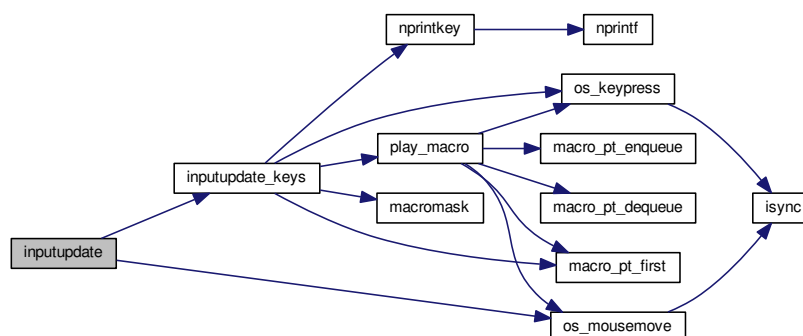 nprintkey
nprintf
os_keypress
play_macro
macro_pt_enqueue
inputupdate_keys
macromask
macro_pt_dequeue
isync
inputupdate
macro_pt_first
os_mousemove